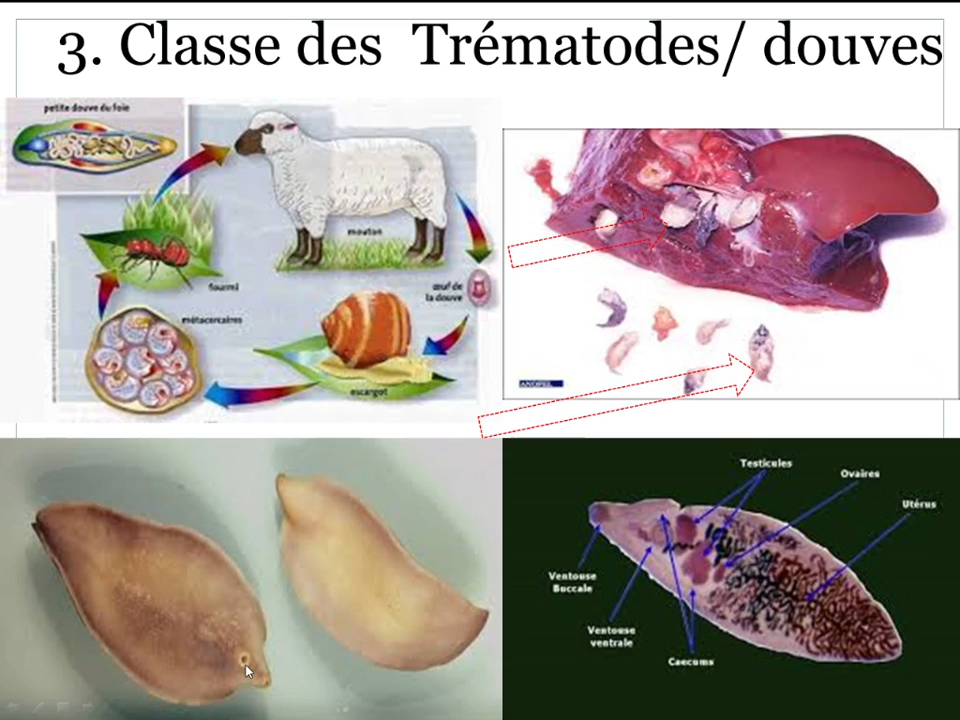 3. Classe des Trématodes/ douves
petite douve du foie
mouton
fourmi
œuf de
la douve
métacercaires
escargot
Testicules
Ovaires
Utérus
Ventouse
Buccale
Ventouse
ventrale
Caecums